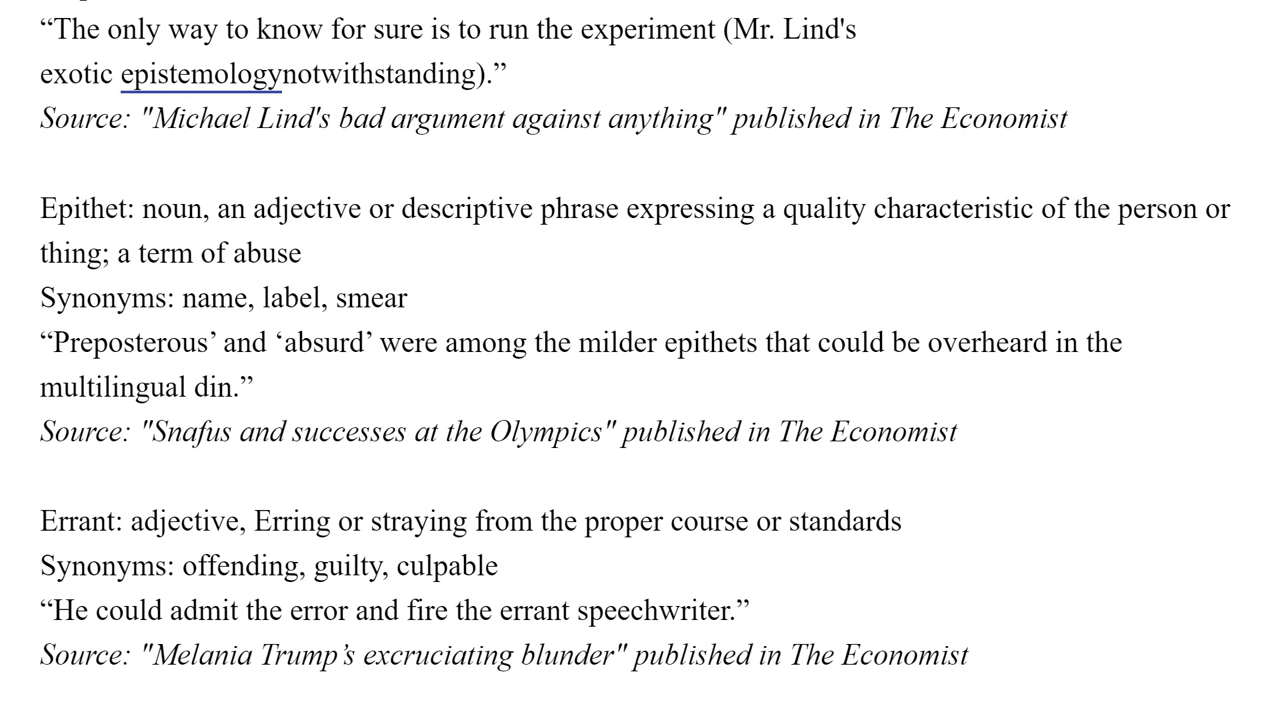 “The only way to know for sure is to run the experiment (Mr. Lind's
exotic epistemologynotwithstanding).”
Source: "Michael Lind's bad argument against anything" published in The Economist
Epithet: noun, an adjective or descriptive phrase expressing a quality characteristic of the person or
thing; a term of abuse
Synonyms: name, label, smear
“Preposterous’ and ‘absurd’ were among the milder epithets that could be overheard in the
multilingual din.”
Source: "Snafus and successes at the Olympics" published in The Economist
Errant: adjective, Erring or straying from the proper course or standards
Synonyms: offending, guilty, culpable
“He could admit the error and fire the errant speechwriter.”
Source: "Melania Trump’s excruciating blunder" published in The Economist